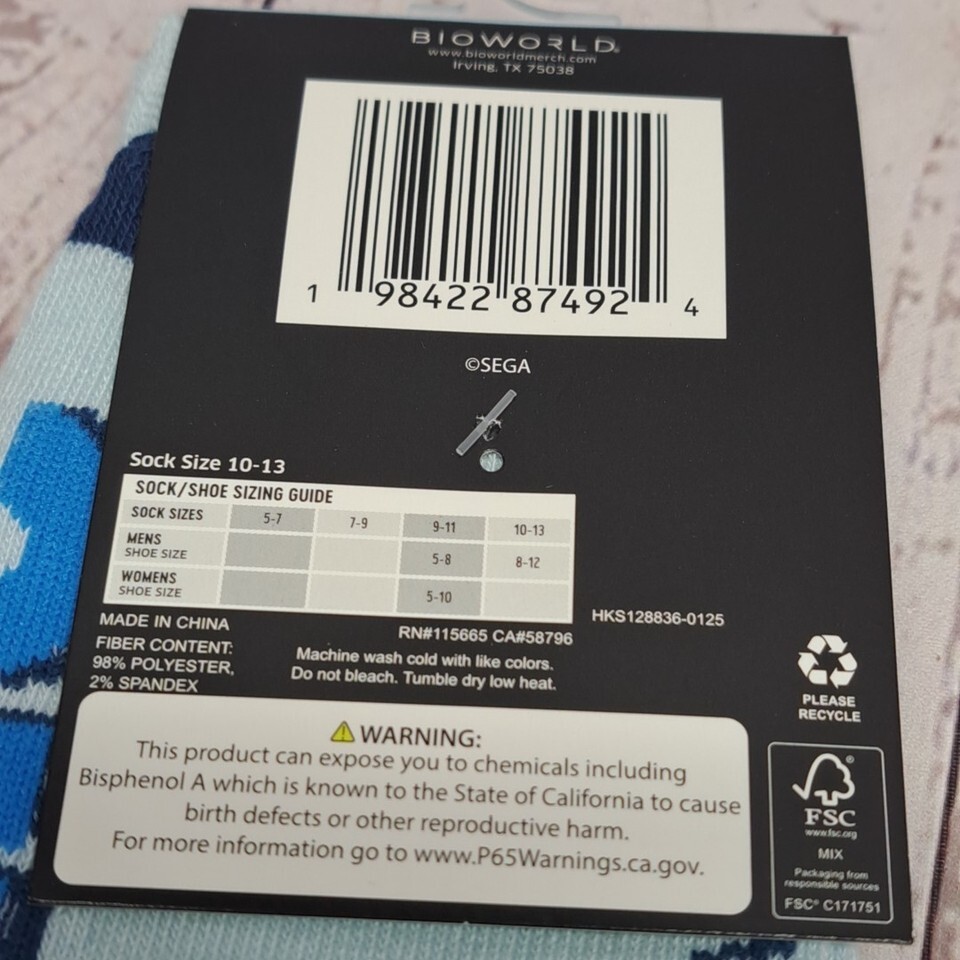 BIOWORLD®
www.bioworldmerch.com
Irving, TX 75038
1 98422 87492 4
©SEGA
Sock Size 10-13
SOCK/SHOE SIZING GUIDE
SOCK SIZES 5-7 7-9 9-11 10-13
MENS
SHOE SIZE 5-8 8-12
WOMENS
SHOE SIZE 5-10
MADE IN CHINA
FIBER CONTENT:
98% POLYESTER,
2% SPANDEX
RN#115665 CA#58796
Machine wash cold with like colors.
Do not bleach. Tumble dry low heat.
HKS128836-0125
PLEASE
RECYCLE
WARNING:
This product can expose you to chemicals including
Bisphenol A which is known to the State of California to cause
birth defects or other reproductive harm.
For more information go to www.P65Warnings.ca.gov.
FSC
www.fsc.org
MIX
Packaging from
responsible sources
FSC® C171751